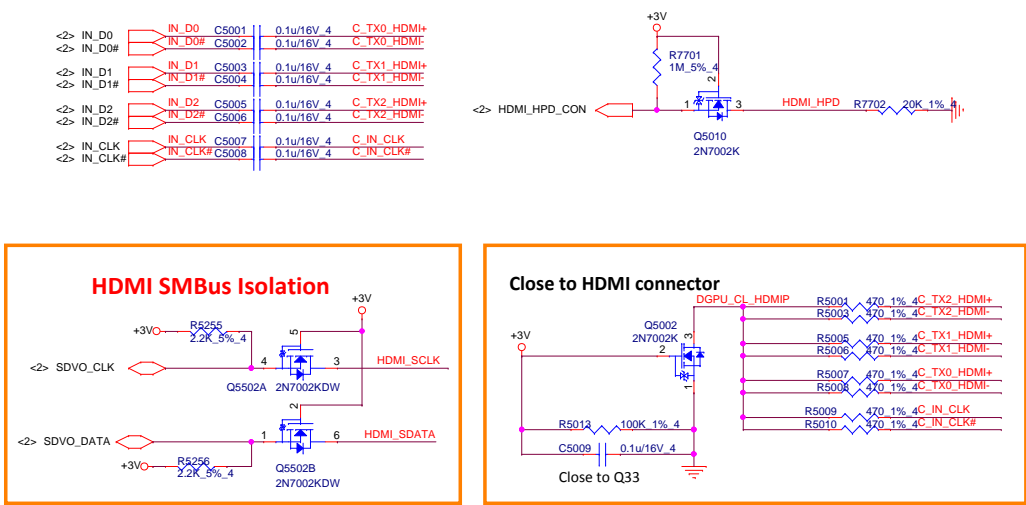 <2> IN_D0 IN_D0 C5001 0.1u/16V_4 C_TX0_HDMI+
<2> IN_D0# IN_D0# C5002 0.1u/16V_4 C_TX0_HDMI-
<2> IN_D1 IN_D1 C5003 0.1u/16V_4 C_TX1_HDMI+
<2> IN_D1# IN_D1# C5004 0.1u/16V_4 C_TX1_HDMI-
<2> IN_D2 IN_D2 C5005 0.1u/16V_4 C_TX2_HDMI+
<2> IN_D2# IN_D2# C5006 0.1u/16V_4 C_TX2_HDMI-
<2> IN_CLK IN_CLK C5007 0.1u/16V_4 C_IN_CLK
<2> IN_CLK# IN_CLK# C5008 0.1u/16V_4 C_IN_CLK#
+3V
R7701
1M_5%_4
2
<2> HDMI_HPD_CON 1 3 HDMI_HPD R7702 20K_1%_4
Q5010
2N7002K
HDMI SMBus Isolation
+3V
+3V R5255
2.2K_5%_4
5
<2> SDVO_CLK 4 3 HDMI_SCLK
Q5502A 2N7002KDW
2
<2> SDVO_DATA 1 6 HDMI_SDATA
+3V R5256
2.2K_5%_4
Q5502B
2N7002KDW
Close to HDMI connector
DGPU_CL_HDMIP
R5001 470_1%_4 C_TX2_HDMI+
R5003 470_1%_4 C_TX2_HDMI-
+3V
Q5002
2N7002K
3
2
1
R5005 470_1%_4 C_TX1_HDMI+
R5006 470_1%_4 C_TX1_HDMI-
R5007 470_1%_4 C_TX0_HDMI+
R5008 470_1%_4 C_TX0_HDMI-
R5009 470_1%_4 C_IN_CLK
R5010 470_1%_4 C_IN_CLK#
R5013 100K_1%_4
C5009 0.1u/16V_4
Close to Q33